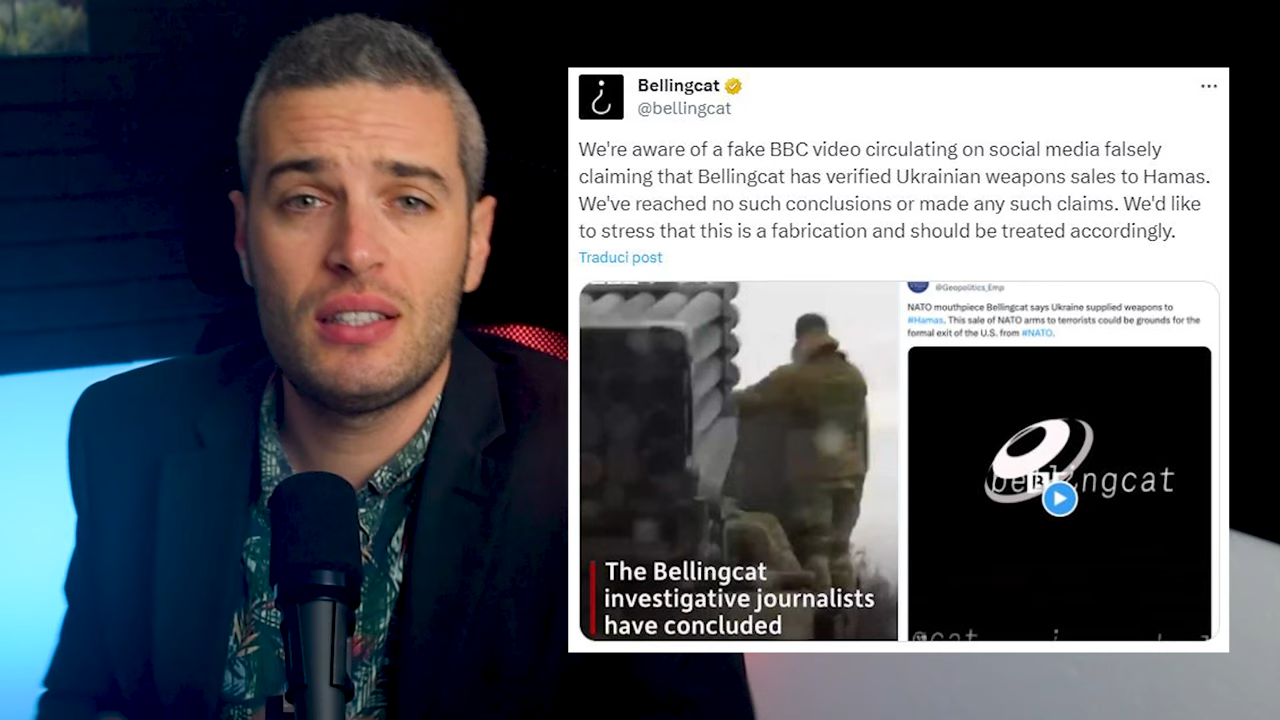 Bellingcat
@bellingcat
We're aware of a fake BBC video circulating on social media falsely
claiming that Bellingcat has verified Ukrainian weapons sales to Hamas.
We've reached no such conclusions or made any such claims. We'd like
to stress that this is a fabrication and should be treated accordingly.
Traduci post
The Bellingcat
investigative journalists
have concluded
@Geopolitics_Emp
NATO mouthpiece Bellingcat says Ukraine supplied weapons to
#Hamas. This sale of NATO arms to terrorists could be grounds for the
formal exit of the U.S. from #NATO.
bellingcat